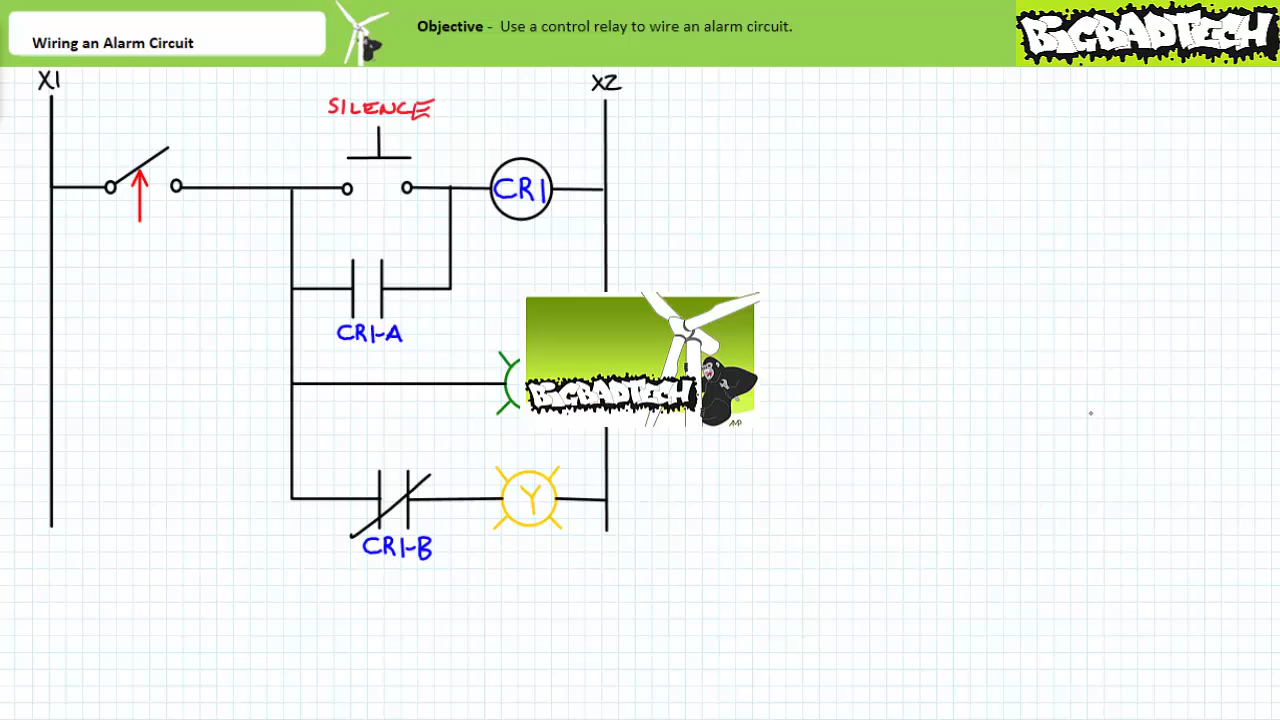 Wiring an Alarm Circuit
Objective - Use a control relay to wire an alarm circuit.
BIGBADTECH
X1
X2
SILENCE
CR1
CR1-A
BIGBADTECH
AMP
Y
CR1-B